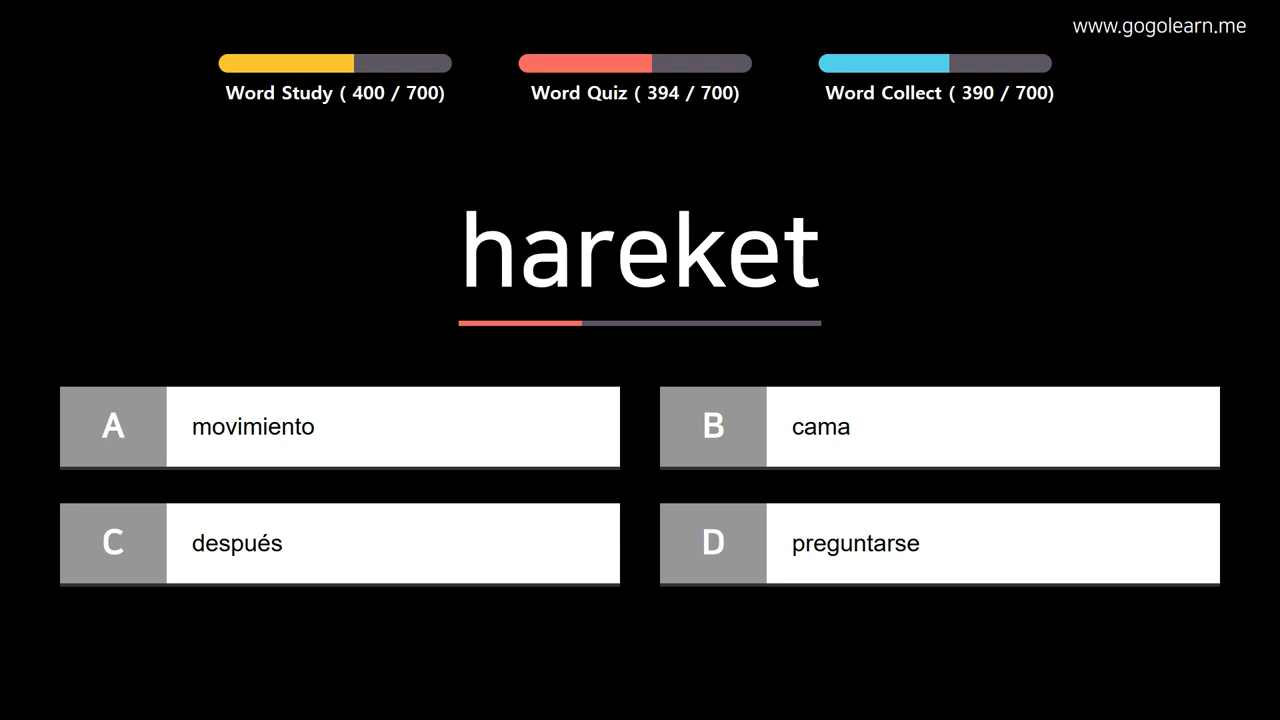 www.gogolearn.me
Word Study ( 400 / 700)
Word Quiz ( 394 / 700)
Word Collect ( 390 / 700)
hareket
A
movimiento
B
cama
C
después
D
preguntarse